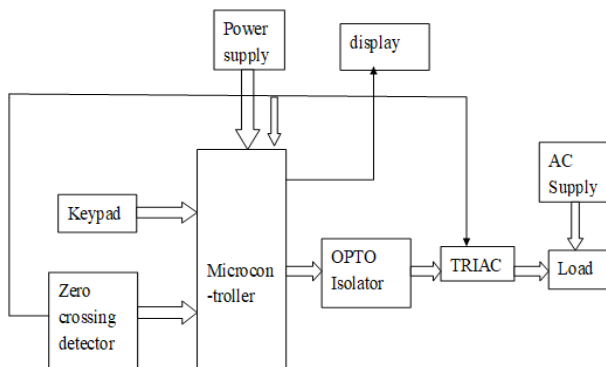 Power
supply
display
AC
Supply
Keypad
Microcon
-troller
OPTO
Isolator
TRIAC
Load
Zero
crossing
detector